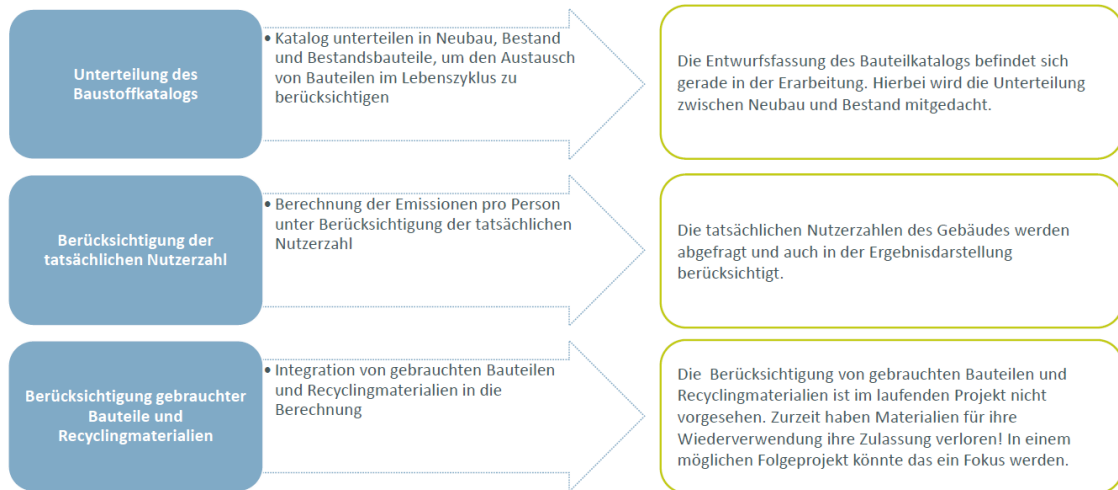 Unterteilung des
Baustoffkatalogs
• Katalog unterteilen in Neubau, Bestand
und Bestandsbauteile, um den Austausch
von Bauteilen im Lebenszyklus zu
berücksichtigen
Die Entwurfsfassung des Bauteilkatalogs befindet sich
gerade in der Erarbeitung. Hierbei wird die Unterteilung
zwischen Neubau und Bestand mitgedacht.
Berücksichtigung der
tatsächlichen Nutzerzahl
• Berechnung der Emissionen pro Person
unter Berücksichtigung der tatsächlichen
Nutzerzahl
Die tatsächlichen Nutzerzahlen des Gebäudes werden
abgefragt und auch in der Ergebnisdarstellung
berücksichtigt.
Berücksichtigung gebrauchter
Bauteile und
Recyclingmaterialien
• Integration von gebrauchten Bauteilen
und Recyclingmaterialien in die
Berechnung
Die Berücksichtigung von gebrauchten Bauteilen und
Recyclingmaterialien ist im laufenden Projekt nicht
vorgesehen. Zurzeit haben Materialien für ihre
Wiederverwendung ihre Zulassung verloren! In einem
möglichen Folgeprojekt könnte das ein Fokus werden.